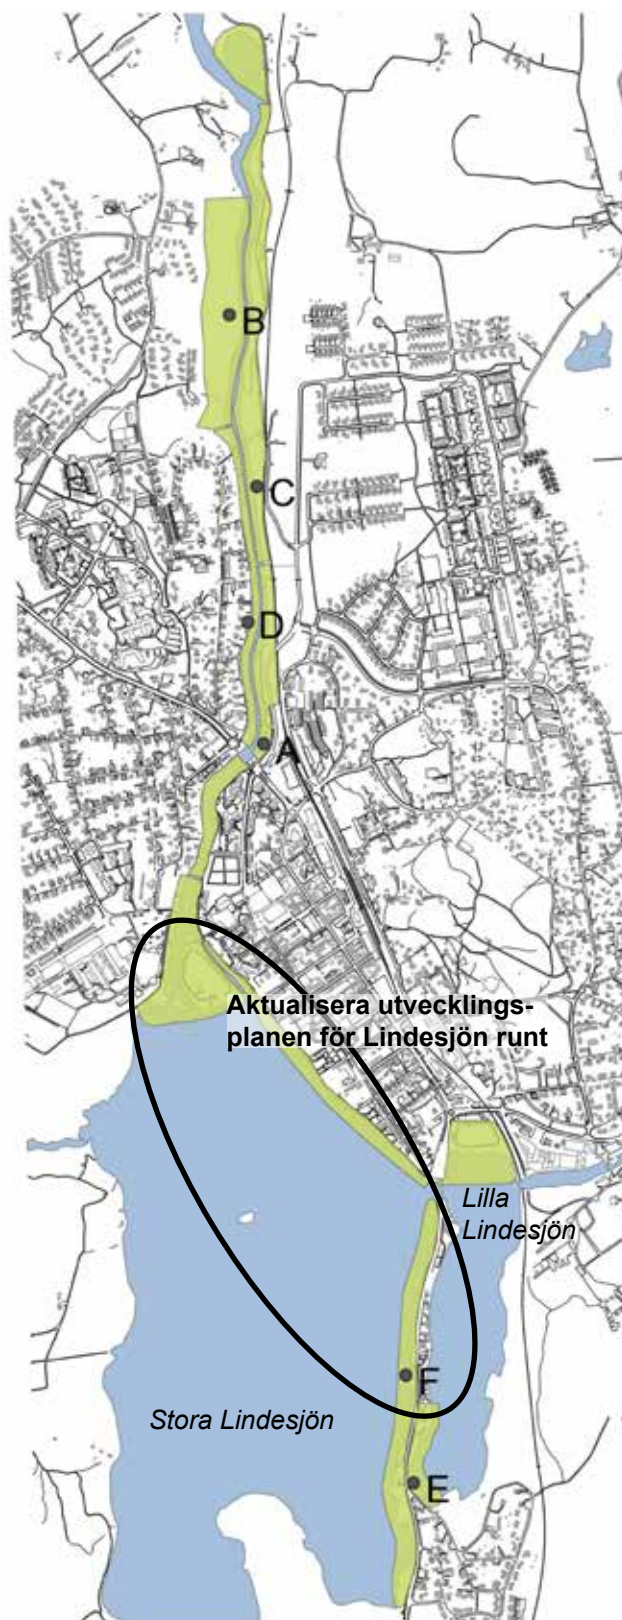 B
C
D
A
Aktualisera utvecklings-
planen för Lindesjön runt
Lilla
Lindesjön
F
Stora Lindesjön
E